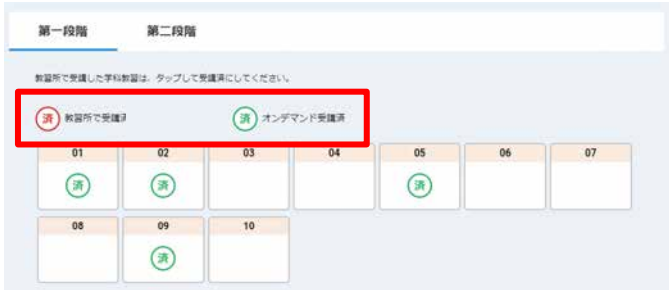 第一段階 第二段階
教習所で受講した学科教習は、タップして受講済にしてください。
済 教習所で受講済 済 オンデマンド受講済
01 02 03 04 05 06 07
済 済 済
08 09 10
済